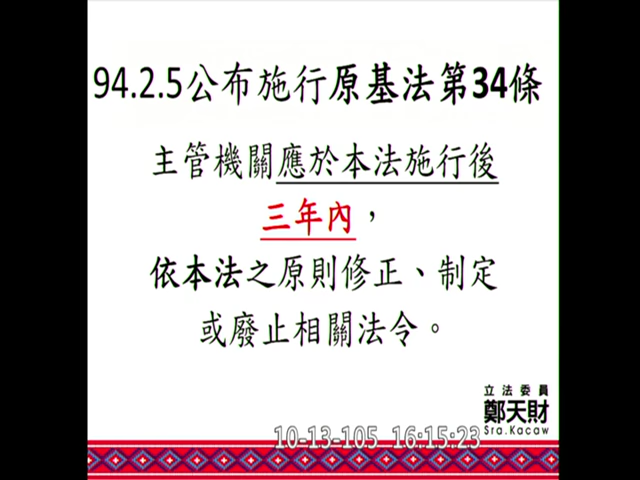 94.2.5公布施行原基法第34條
主管機關應於本法施行後
三年內，
依本法之原則修正、制定
或廢止相關法令。
立法委員
鄭天財
Sra.Kacaw
10-13-105 16:15:23